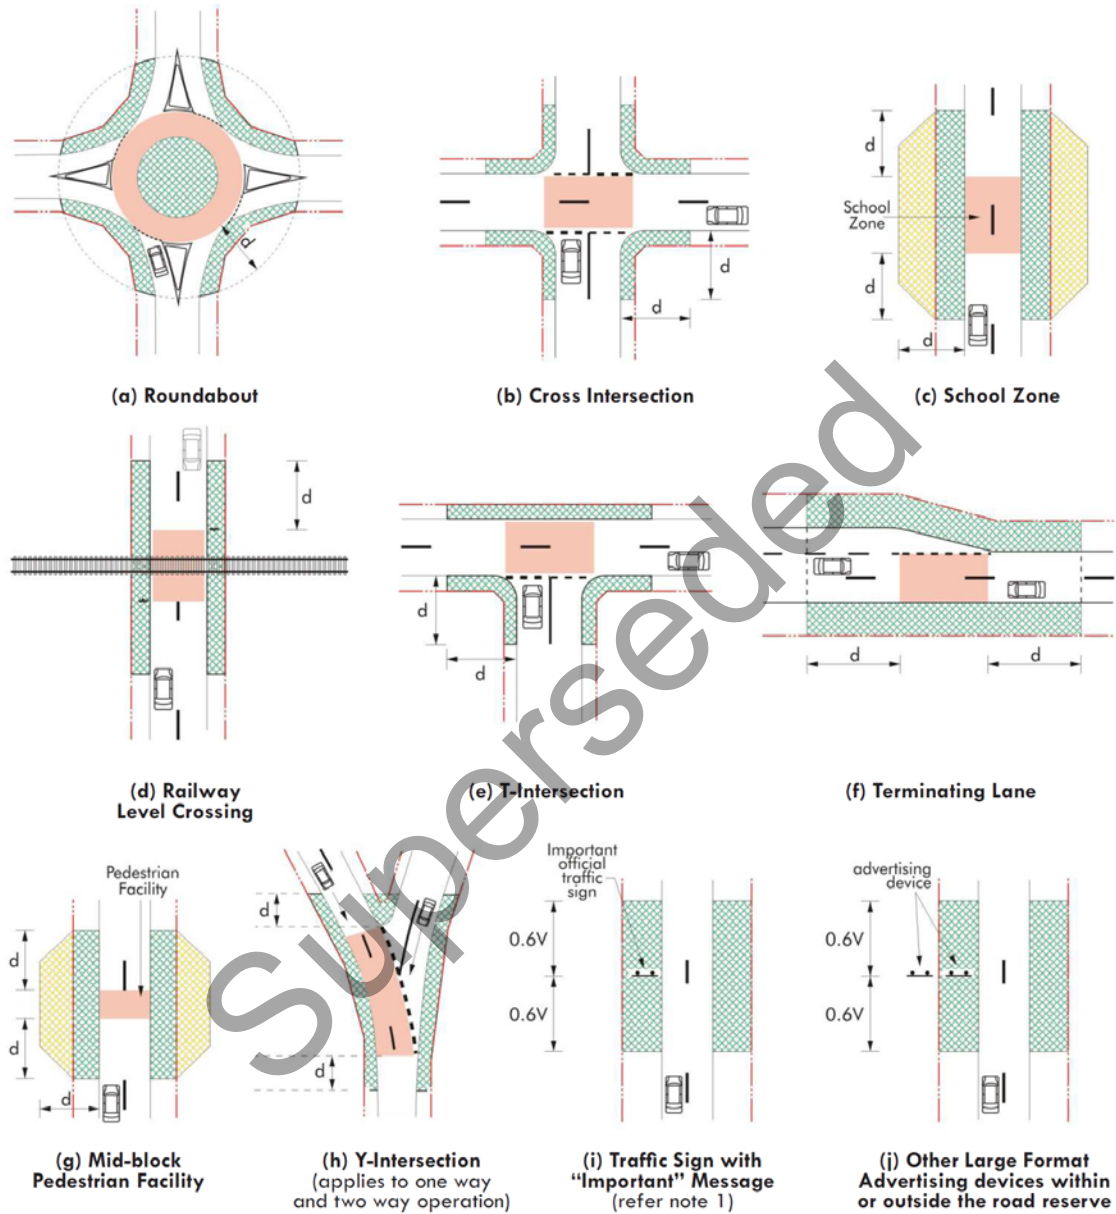 d
(a) Roundabout
d
d
(b) Cross Intersection
d
School
Zone
d
d
(c) School Zone
d
(d) Railway
Level Crossing
d
d
(e) T-Intersection
d
d
(f) Terminating Lane
Pedestrian
Facility
d
d
d
(g) Mid-block
Pedestrian Facility
d
d
(h) Y-Intersection
(applies to one way
and two way operation)
Important
official
traffic
sign
0.6V
0.6V
(i) Traffic Sign with
“Important” Message
(refer note 1)
advertising
device
0.6V
0.6V
(j) Other Large Format
Advertising devices within
or outside the road reserve
Superseded